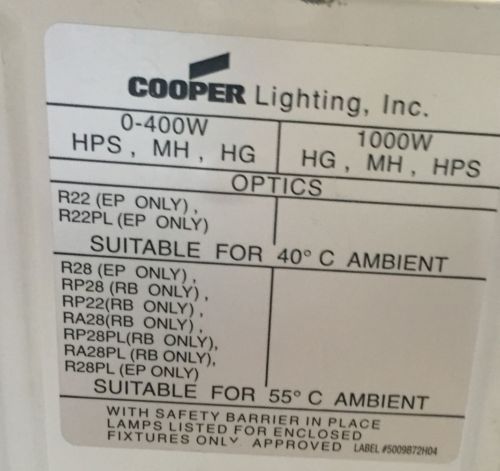 COOPER Lighting, Inc.
0-400W 1000W
HPS, MH, HG HG, MH, HPS
OPTICS
R22 (EP ONLY),
R22PL (EP ONLY)
SUITABLE FOR 40° C AMBIENT
R28 (EP ONLY),
RP28 (RB ONLY),
RP22(RB ONLY),
RA28(RB ONLY),
RP28PL(RB ONLY),
RA28PL (RB ONLY),
R28PL (EP ONLY)
SUITABLE FOR 55° C AMBIENT
WITH SAFETY BARRIER IN PLACE
LAMPS LISTED FOR ENCLOSED
FIXTURES ONLY APPROVED LABEL #5009B72H04